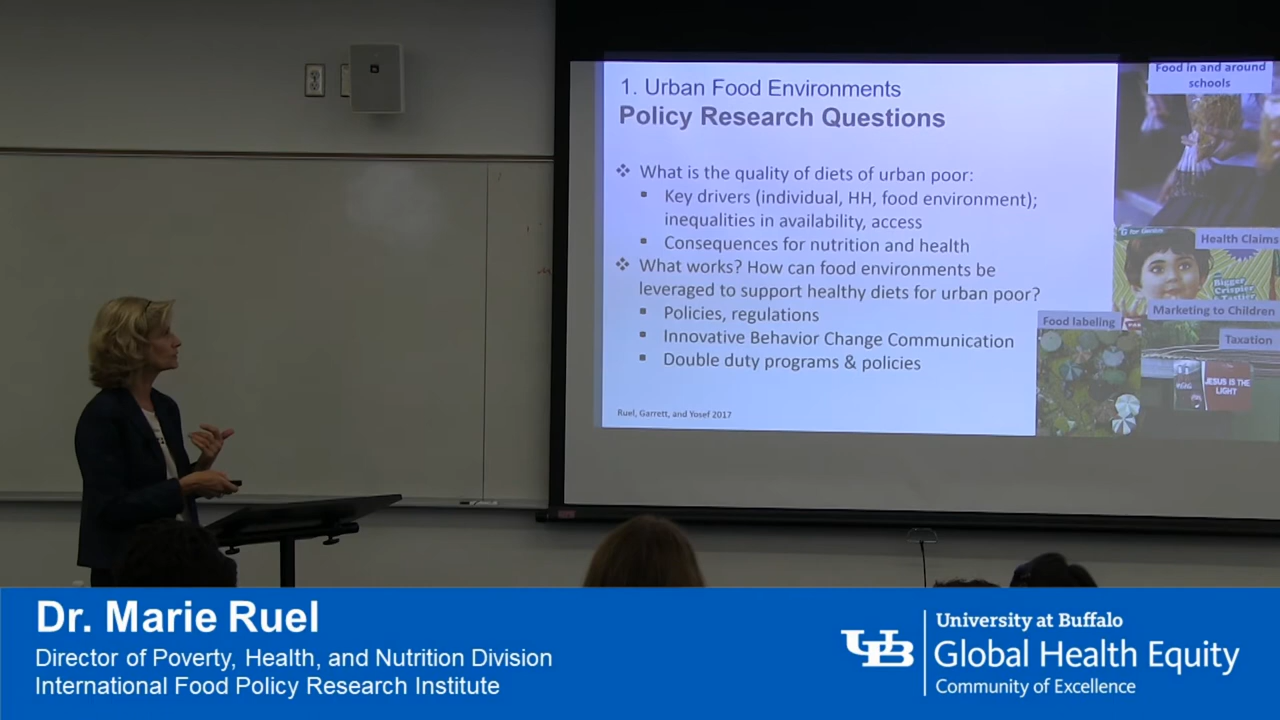 1. Urban Food Environments
Policy Research Questions
❖ What is the quality of diets of urban poor:
▪ Key drivers (individual, HH, food environment);
inequalities in availability, access
▪ Consequences for nutrition and health
❖ What works? How can food environments be
leveraged to support healthy diets for urban poor?
▪ Policies, regulations
▪ Innovative Behavior Change Communication
▪ Double duty programs & policies
Ruel, Garrett, and Yosef 2017
Food in and around
schools
Health Claims
Bigger
Crispier
Marketing to Children
Food labeling
Taxation
JESUS IS THE
LIGHT
Dr. Marie Ruel
Director of Poverty, Health, and Nutrition Division
International Food Policy Research Institute
UB
University at Buffalo
Global Health Equity
Community of Excellence